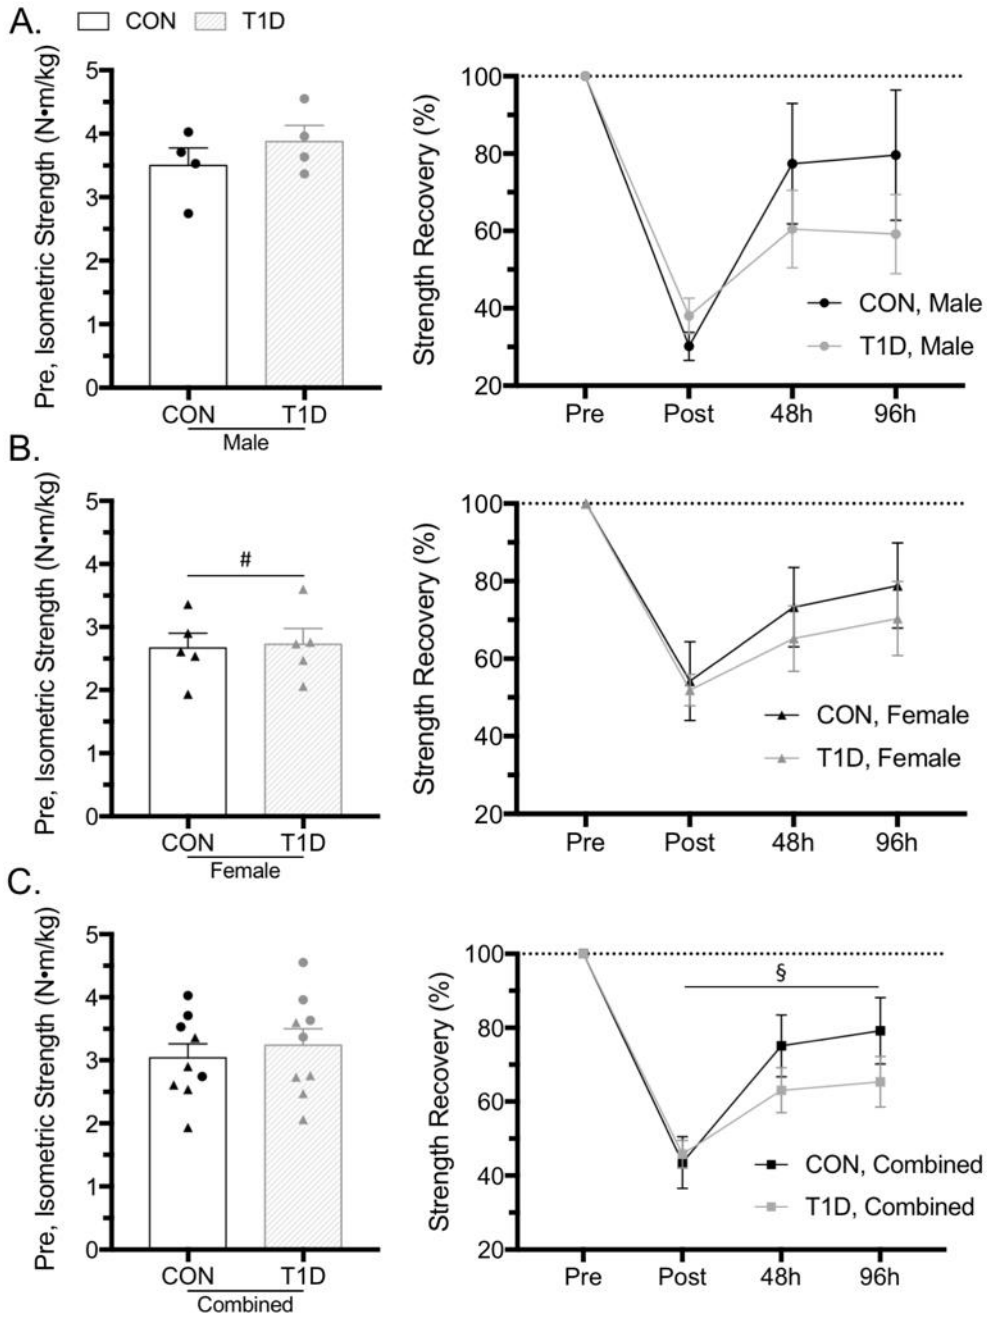 A.
CON T1D
Pre, Isometric Strength (N•m/kg)
5
4
3
2
1
0
CON T1D
Male
Strength Recovery (%)
100
80
60
40
20
CON, Male
T1D, Male
Pre Post 48h 96h
B.
Pre, Isometric Strength (N•m/kg)
5
4
3
2
1
0
#
CON T1D
Female
Strength Recovery (%)
100
80
60
40
20
CON, Female
T1D, Female
Pre Post 48h 96h
C.
Pre, Isometric Strength (N•m/kg)
5
4
3
2
1
0
CON T1D
Combined
Strength Recovery (%)
100
80
60
40
20
§
CON, Combined
T1D, Combined
Pre Post 48h 96h